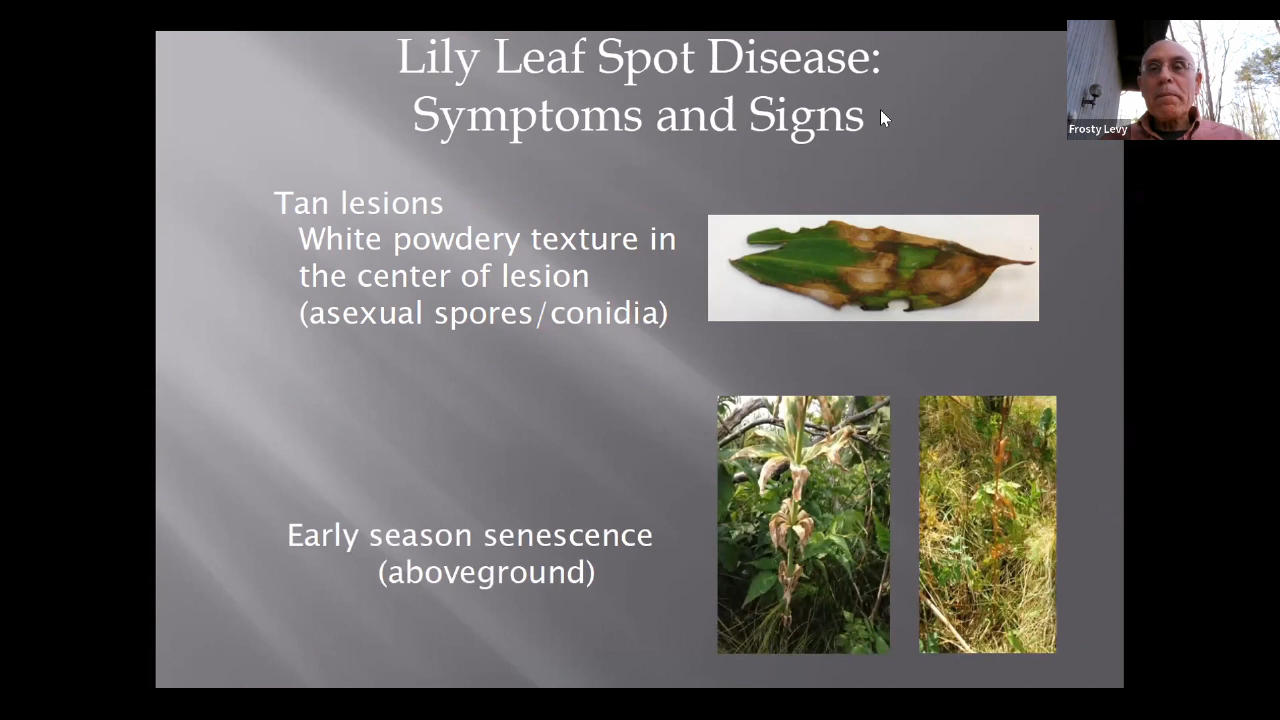 Lily Leaf Spot Disease:
Symptoms and Signs
Frosty Levy
Tan lesions
White powdery texture in
the center of lesion
(asexual spores/conidia)
Early season senescence
(aboveground)